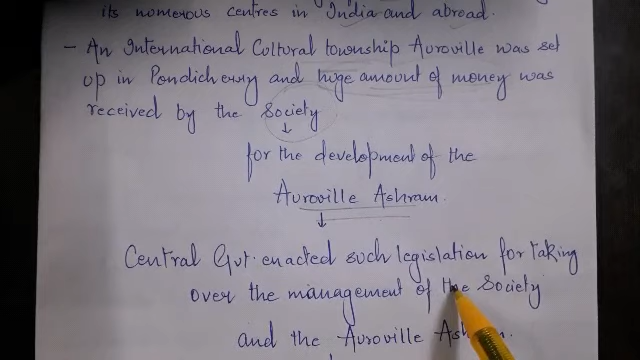 its numerous centres in India and abroad.
- An International Cultural township Auroville was set
up in Pondicherry and huge amount of money was
received by the Society
↓
for the development of the
Auroville Ashram.
↓
Central Gvt. enacted such legislation for taking
over the management of the Society
and the Auroville Ashram.